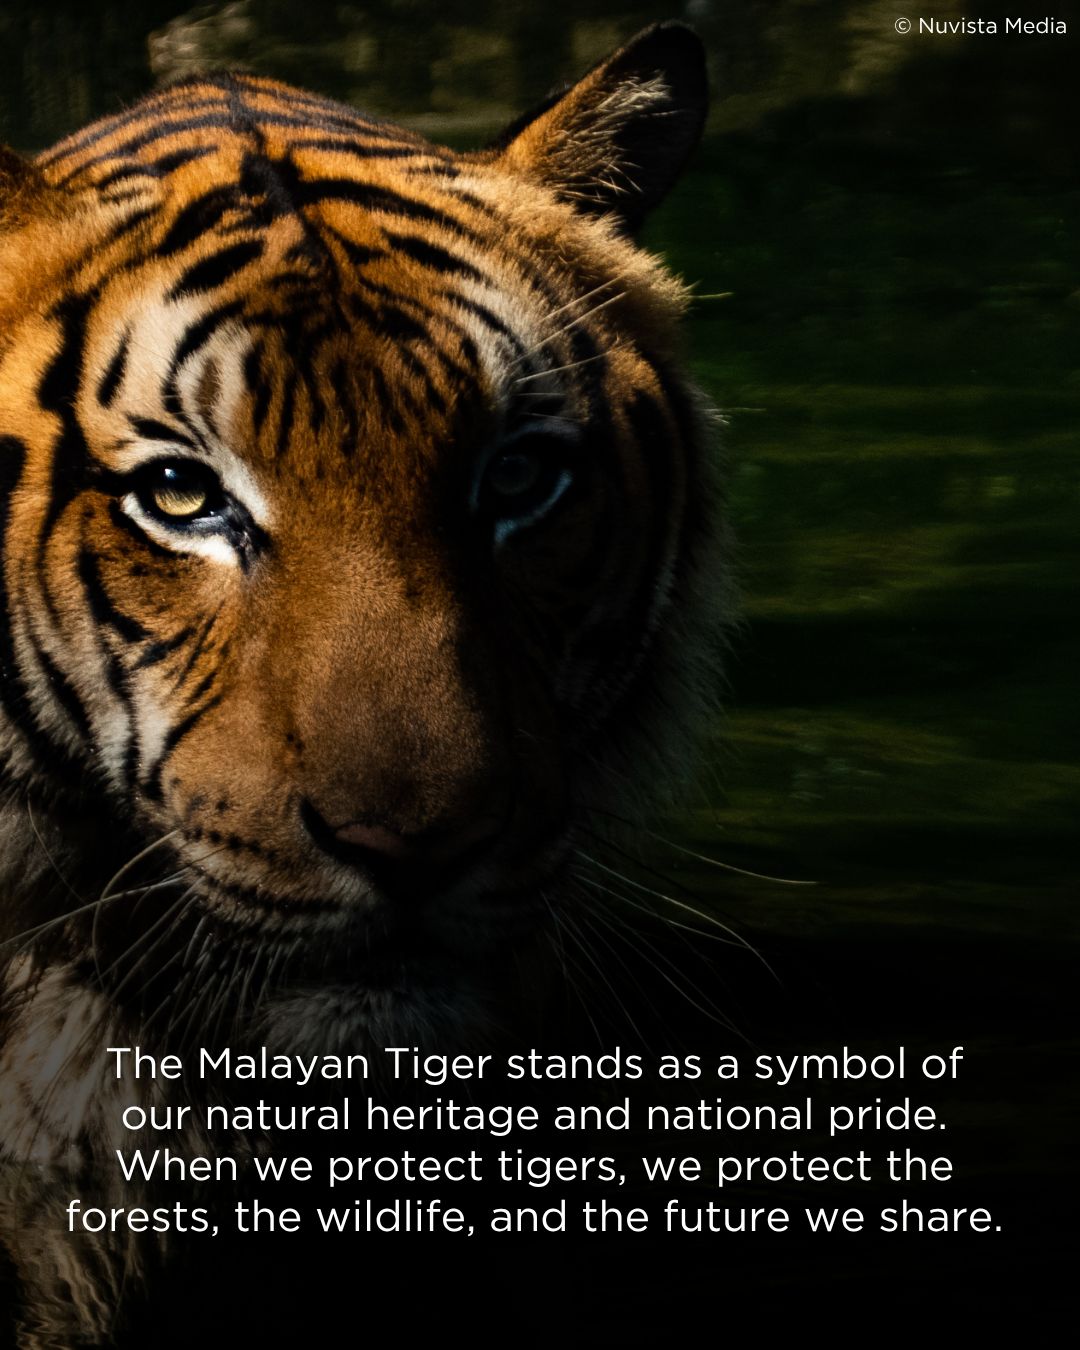 © Nuvista Media
The Malayan Tiger stands as a symbol of
our natural heritage and national pride.
When we protect tigers, we protect the
forests, the wildlife, and the future we share.